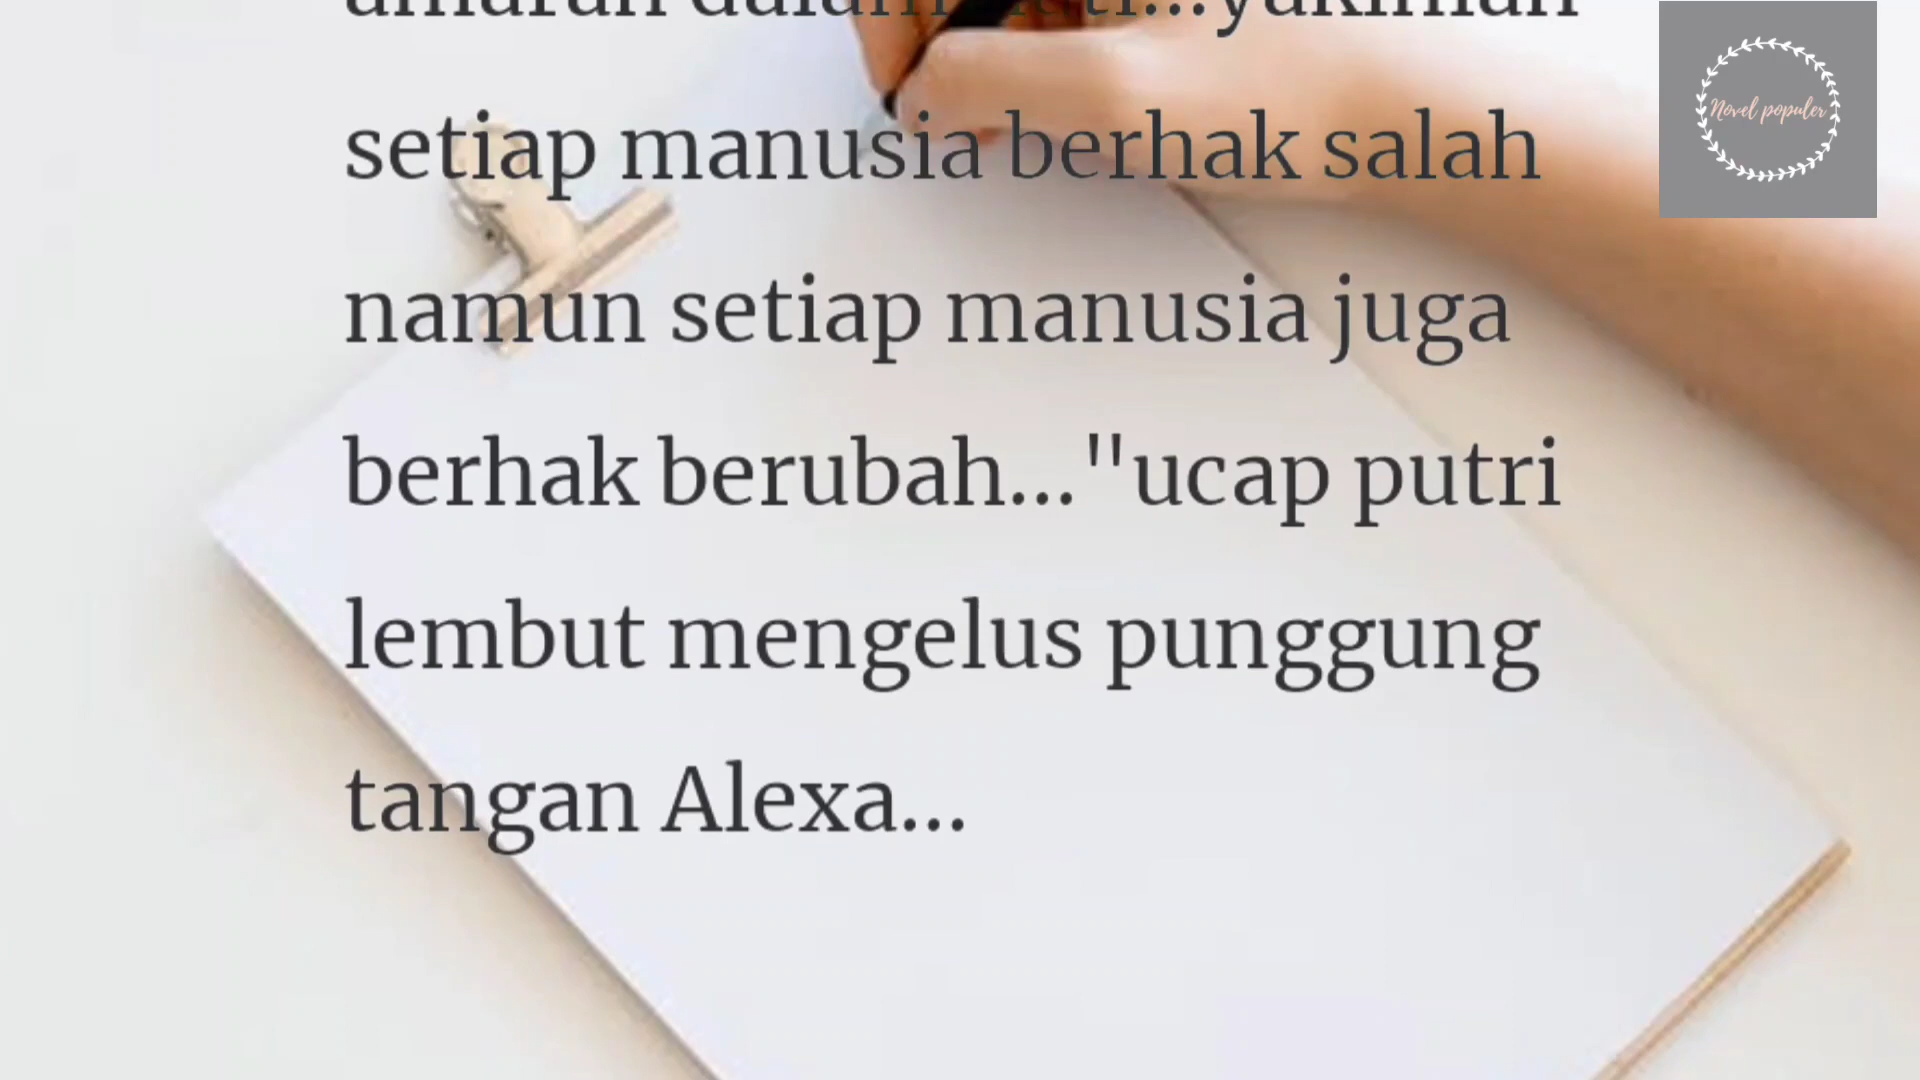 dalam
setiap manusia berhak salah
namun setiap manusia juga
berhak berubah..."ucap putri
lembut mengelus punggung
tangan Alexa...
Novel populer